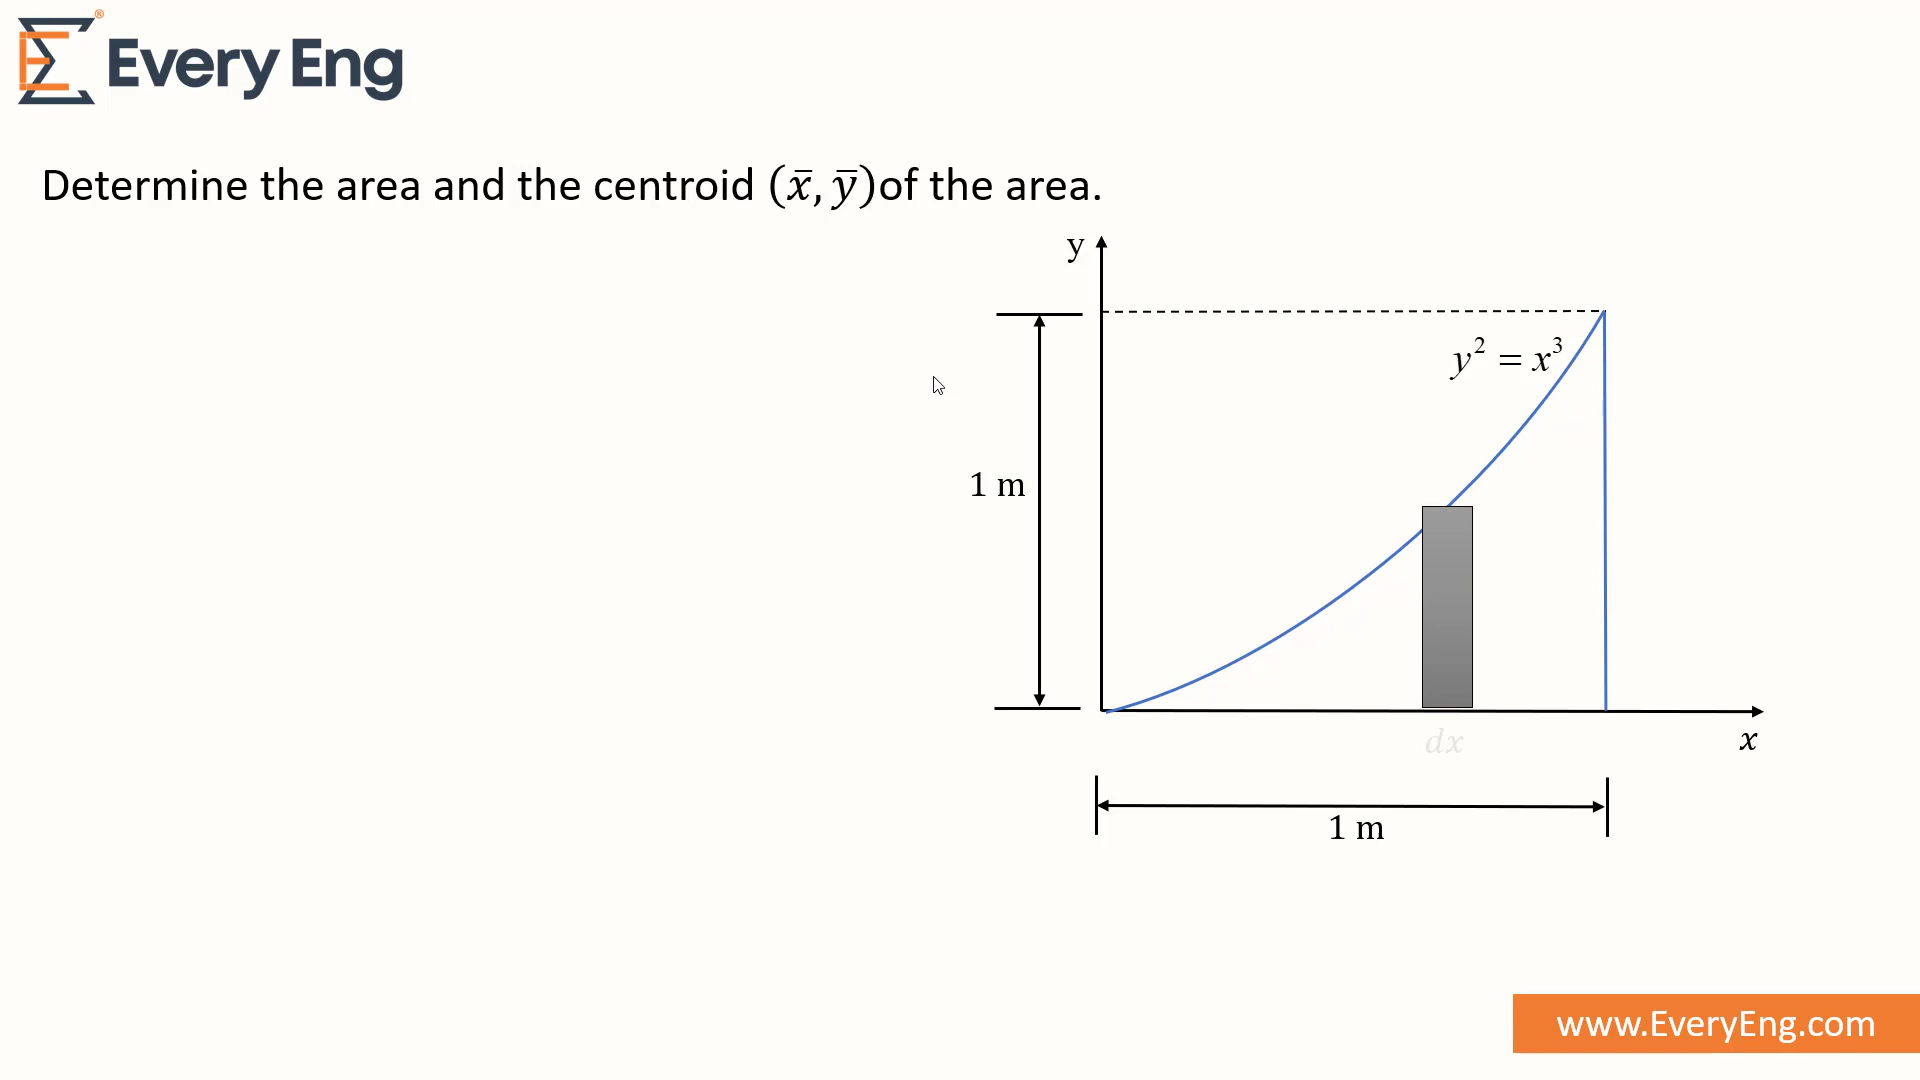 Every Eng
Determine the area and the centroid (x̄, ȳ)of the area.
y
y² = x³
1 m
dx
x
1 m
www.EveryEng.com